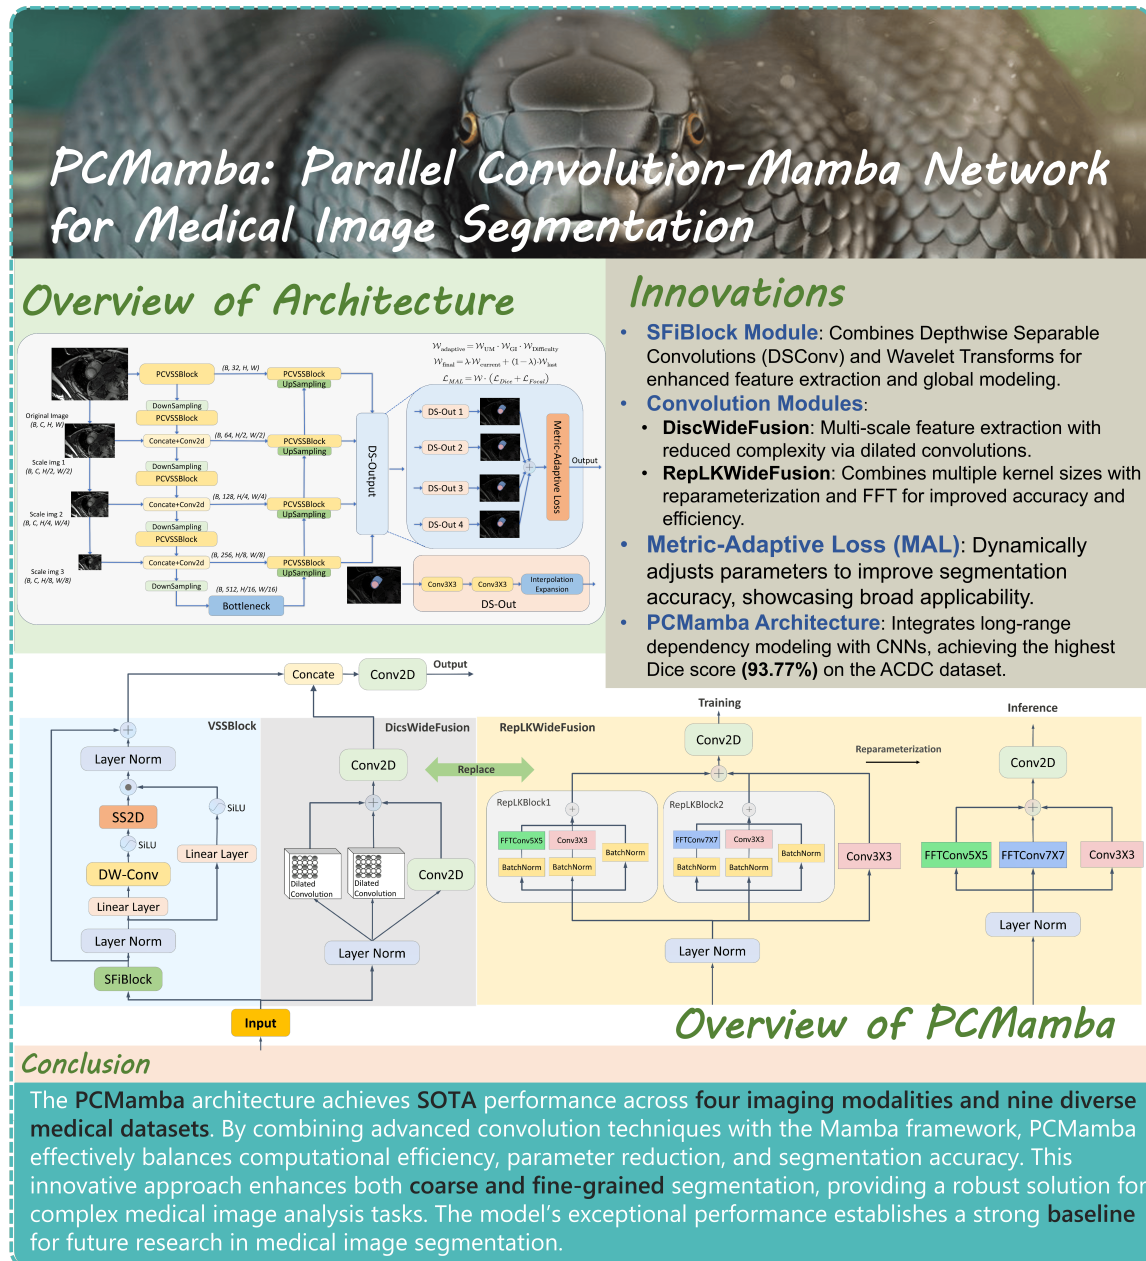 PCMamba: Parallel Convolution-Mamba Network
for Medical Image Segmentation
Overview of Architecture
Original Image
(B, C, H, W)
Scale img 1
(B, C, H/2, W/2)
Scale img 2
(B, C, H/4, W/4)
Scale img 3
(B, C, H/8, W/8)
PCVSSBlock
(B, 32, H, W)
PCVSSBlock
UpSampling
DownSampling
PCVSSBlock
Concate+Conv2d
(B, 64, H/2, W/2)
PCVSSBlock
UpSampling
DownSampling
PCVSSBlock
Concate+Conv2d
(B, 128, H/4, W/4)
PCVSSBlock
UpSampling
DownSampling
PCVSSBlock
Concate+Conv2d
(B, 256, H/8, W/8)
PCVSSBlock
UpSampling
DownSampling
(B, 512, H/16, W/16)
Bottleneck
DS-Output
𝒲adaptive = 𝒲UM · 𝒲GI · 𝒲Difficulty
𝒲final = λ·𝒲current + (1−λ)·𝒲last
ℒMAL = 𝒲 · (ℒDice + ℒFocal)
DS-Out 1
DS-Out 2
DS-Out 3
DS-Out 4
Metric-Adaptive Loss
Output
Conv3X3
Conv3X3
Interpolation
Expansion
DS-Out
Innovations
• SFiBlock Module: Combines Depthwise Separable
Convolutions (DSConv) and Wavelet Transforms for
enhanced feature extraction and global modeling.
• Convolution Modules:
• DiscWideFusion: Multi-scale feature extraction with
reduced complexity via dilated convolutions.
• RepLKWideFusion: Combines multiple kernel sizes with
reparameterization and FFT for improved accuracy and
efficiency.
• Metric-Adaptive Loss (MAL): Dynamically
adjusts parameters to improve segmentation
accuracy, showcasing broad applicability.
• PCMamba Architecture: Integrates long-range
dependency modeling with CNNs, achieving the highest
Dice score (93.77%) on the ACDC dataset.
Concate
Conv2D
Output
VSSBlock
Layer Norm
SS2D
SiLU
SiLU
Linear Layer
DW-Conv
Linear Layer
Layer Norm
SFiBlock
Input
DicsWideFusion
Conv2D
Dilated
Convolution
Dilated
Convolution
Conv2D
Layer Norm
Replace
RepLKWideFusion
Training
Conv2D
RepLKBlock1
FFTConv5X5
Conv3X3
BatchNorm
BatchNorm
BatchNorm
RepLKBlock2
FFTConv7X7
Conv3X3
BatchNorm
BatchNorm
BatchNorm
Conv3X3
Layer Norm
Reparameterization
Inference
Conv2D
FFTConv5X5
FFTConv7X7
Conv3X3
Layer Norm
Overview of PCMamba
Conclusion
The PCMamba architecture achieves SOTA performance across four imaging modalities and nine diverse
medical datasets. By combining advanced convolution techniques with the Mamba framework, PCMamba
effectively balances computational efficiency, parameter reduction, and segmentation accuracy. This
innovative approach enhances both coarse and fine-grained segmentation, providing a robust solution for
complex medical image analysis tasks. The model's exceptional performance establishes a strong baseline
for future research in medical image segmentation.